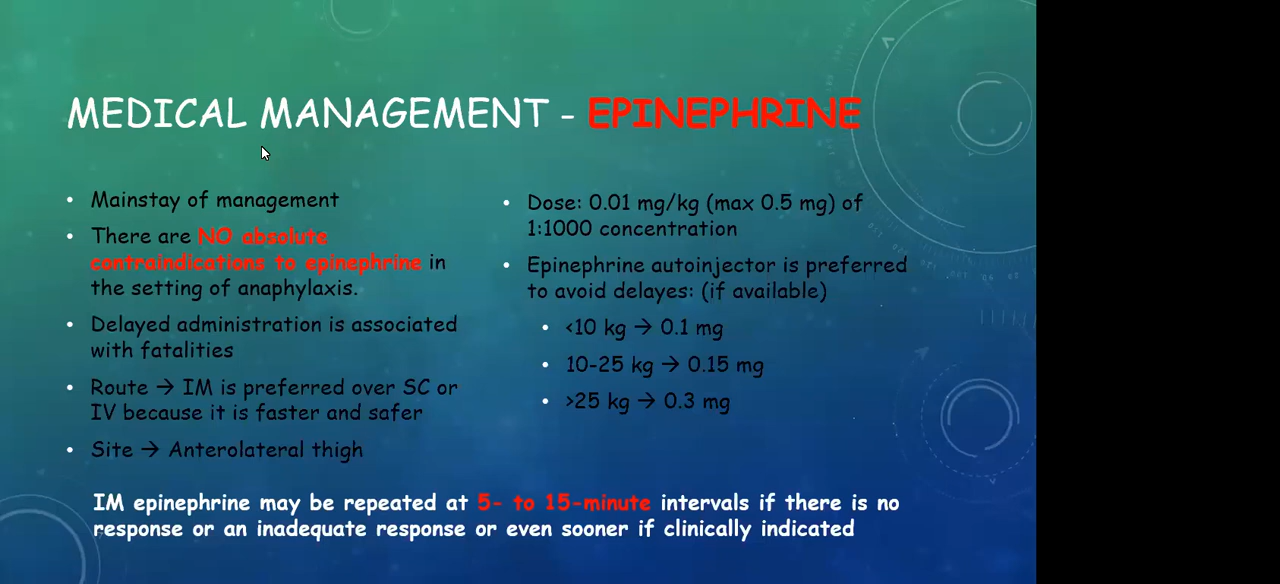 MEDICAL MANAGEMENT - EPINEPHRINE
• Mainstay of management
• There are NO absolute
contraindications to epinephrine in
the setting of anaphylaxis.
• Delayed administration is associated
with fatalities
• Route → IM is preferred over SC or
IV because it is faster and safer
• Site → Anterolateral thigh
• Dose: 0.01 mg/kg (max 0.5 mg) of
1:1000 concentration
• Epinephrine autoinjector is preferred
to avoid delayes: (if available)
• <10 kg → 0.1 mg
• 10-25 kg → 0.15 mg
• >25 kg → 0.3 mg
IM epinephrine may be repeated at 5- to 15-minute intervals if there is no
response or an inadequate response or even sooner if clinically indicated